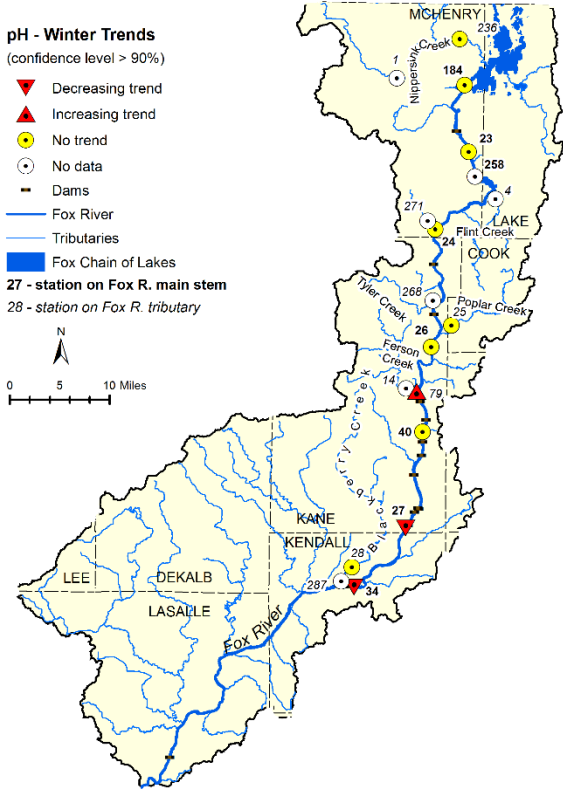 pH - Winter Trends
(confidence level > 90%)
Decreasing trend
Increasing trend
No trend
No data
Dams
Fox River
Tributaries
Fox Chain of Lakes
27 - station on Fox R. main stem
28 - station on Fox R. tributary
N
0 5 10 Miles
MCHENRY
236
Nippersink Creek
1
184
23
258
4
271
LAKE
24
Flint Creek
COOK
268
Tyler Creek
Poplar Creek
25
26
Ferson
Creek
14
79
Blackberry Creek
40
27
KANE
KENDALL
28
LEE
DEKALB
287
34
LASALLE
Fox River